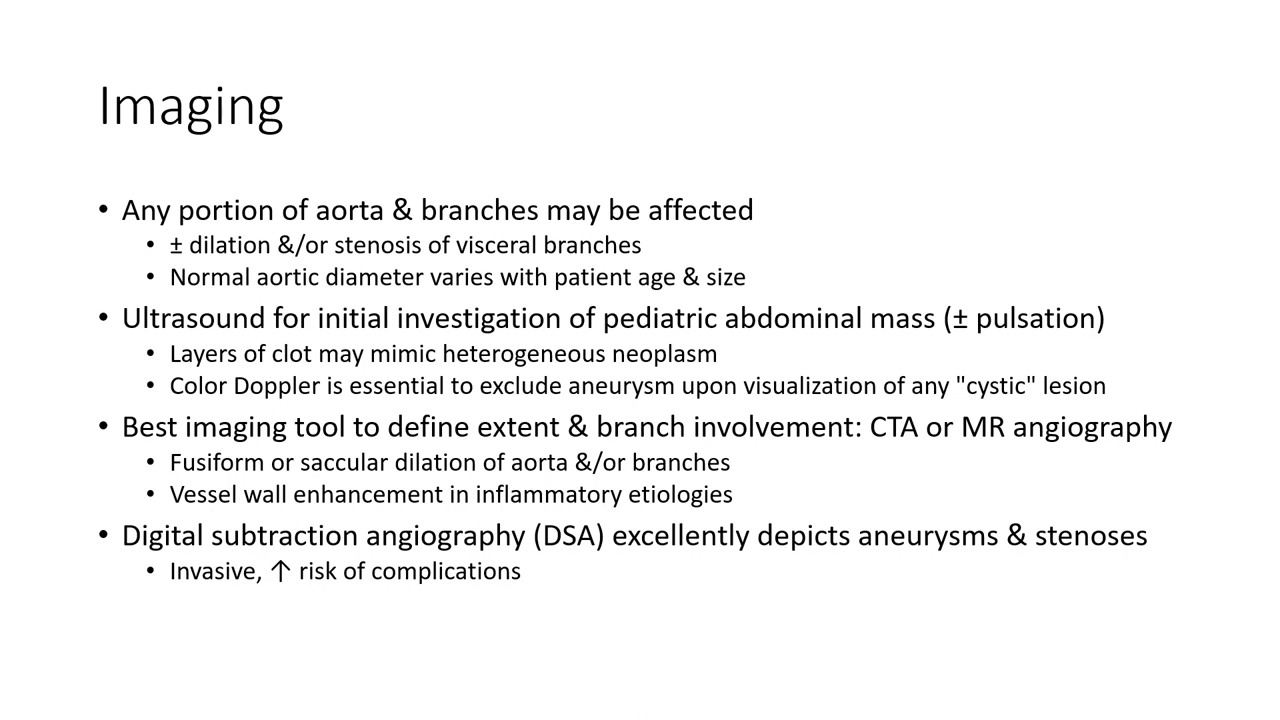 Imaging
• Any portion of aorta & branches may be affected
• ± dilation &/or stenosis of visceral branches
• Normal aortic diameter varies with patient age & size
• Ultrasound for initial investigation of pediatric abdominal mass (± pulsation)
• Layers of clot may mimic heterogeneous neoplasm
• Color Doppler is essential to exclude aneurysm upon visualization of any "cystic" lesion
• Best imaging tool to define extent & branch involvement: CTA or MR angiography
• Fusiform or saccular dilation of aorta &/or branches
• Vessel wall enhancement in inflammatory etiologies
• Digital subtraction angiography (DSA) excellently depicts aneurysms & stenoses
• Invasive, ↑ risk of complications